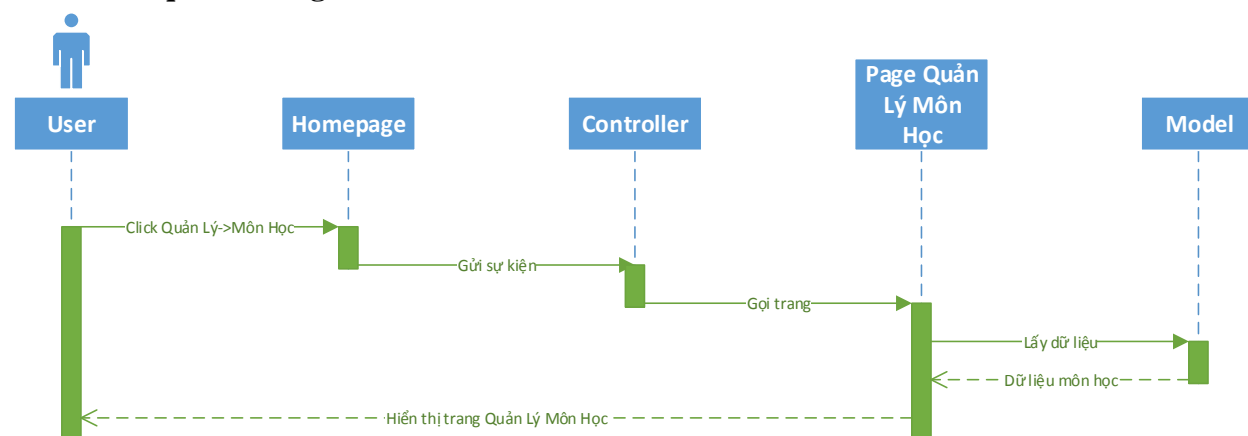 Page Quản
Lý Môn
Học
User
Homepage
Controller
Model
Click Quản Lý->Môn Học
Gửi sự kiện
Gọi trang
Lấy dữ liệu
Dữ liệu môn học
Hiển thị trang Quản Lý Môn Học